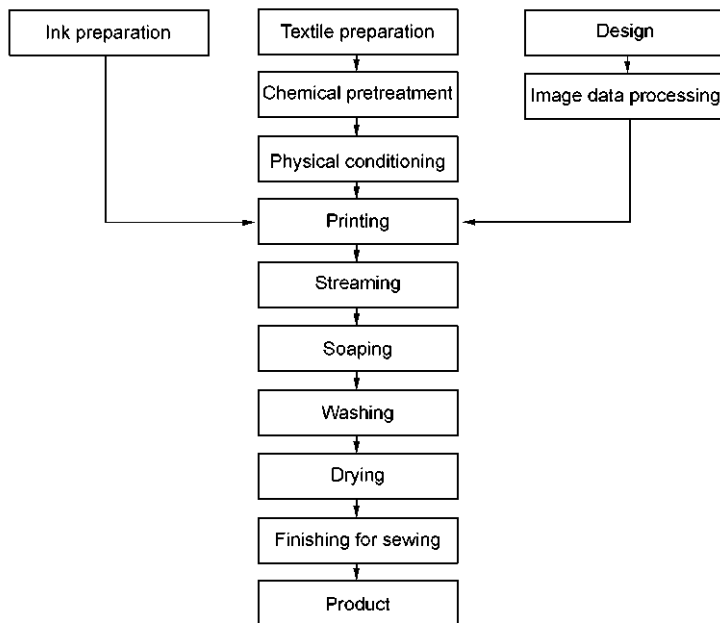 Ink preparation
Textile preparation
Design
Chemical pretreatment
Image data processing
Physical conditioning
Printing
Streaming
Soaping
Washing
Drying
Finishing for sewing
Product